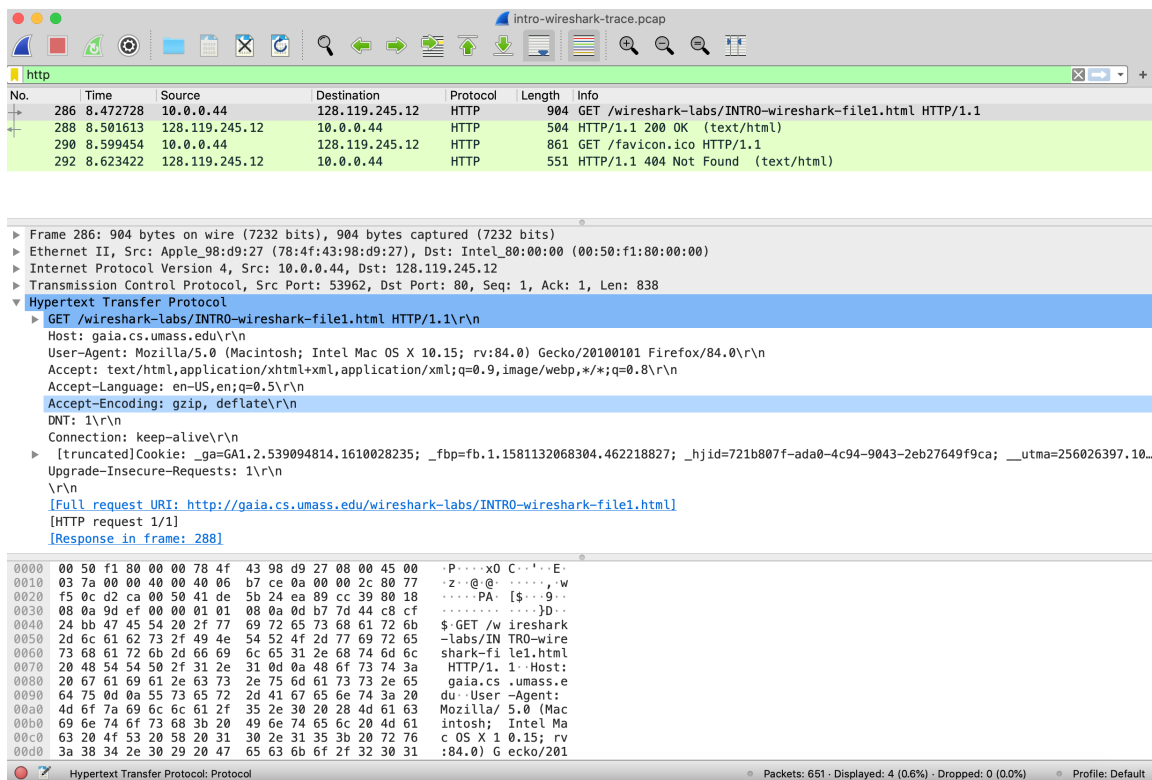 intro-wireshark-trace.pcap
http
No. Time Source Destination Protocol Length Info
286 8.472728 10.0.0.44 128.119.245.12 HTTP 904 GET /wireshark-labs/INTRO-wireshark-file1.html HTTP/1.1
288 8.501613 128.119.245.12 10.0.0.44 HTTP 504 HTTP/1.1 200 OK (text/html)
290 8.599454 10.0.0.44 128.119.245.12 HTTP 861 GET /favicon.ico HTTP/1.1
292 8.623422 128.119.245.12 10.0.0.44 HTTP 551 HTTP/1.1 404 Not Found (text/html)
Frame 286: 904 bytes on wire (7232 bits), 904 bytes captured (7232 bits)
Ethernet II, Src: Apple_98:d9:27 (78:4f:43:98:d9:27), Dst: Intel_80:00:00 (00:50:f1:80:00:00)
Internet Protocol Version 4, Src: 10.0.0.44, Dst: 128.119.245.12
Transmission Control Protocol, Src Port: 53962, Dst Port: 80, Seq: 1, Ack: 1, Len: 838
Hypertext Transfer Protocol
GET /wireshark-labs/INTRO-wireshark-file1.html HTTP/1.1\r\n
Host: gaia.cs.umass.edu\r\n
User-Agent: Mozilla/5.0 (Macintosh; Intel Mac OS X 10.15; rv:84.0) Gecko/20100101 Firefox/84.0\r\n
Accept: text/html,application/xhtml+xml,application/xml;q=0.9,image/webp,*/*;q=0.8\r\n
Accept-Language: en-US,en;q=0.5\r\n
Accept-Encoding: gzip, deflate\r\n
DNT: 1\r\n
Connection: keep-alive\r\n
[truncated]Cookie: _ga=GA1.2.539094814.1610028235; _fbp=fb.1.1581132068304.462218827; _hjid=721b807f-ada0-4c94-9043-2eb27649f9ca; __utma=256026397.10…
Upgrade-Insecure-Requests: 1\r\n
\r\n
[Full request URI: http://gaia.cs.umass.edu/wireshark-labs/INTRO-wireshark-file1.html]
[HTTP request 1/1]
[Response in frame: 288]
0000 00 50 f1 80 00 00 78 4f 43 98 d9 27 08 00 45 00 ·P····xO C··'··E·
0010 03 7a 00 00 40 00 40 06 b7 ce 0a 00 00 2c 80 77 ·z··@·@· ·····,·w
0020 f5 0c d2 ca 00 50 41 de 5b 24 ea 89 cc 39 80 18 ·····PA· [$···9··
0030 08 0a 9d ef 00 00 01 01 08 0a 0d b7 7d 44 c8 cf ········ ····}D··
0040 24 bb 47 45 54 20 2f 77 69 72 65 73 68 61 72 6b $·GET /w ireshark
0050 2d 6c 61 62 73 2f 49 4e 54 52 4f 2d 77 69 72 65 -labs/IN TRO-wire
0060 73 68 61 72 6b 2d 66 69 6c 65 31 2e 68 74 6d 6c shark-fi le1.html
0070 20 48 54 54 50 2f 31 2e 31 0d 0a 48 6f 73 74 3a HTTP/1. 1··Host:
0080 20 67 61 69 61 2e 63 73 2e 75 6d 61 73 73 2e 65 gaia.cs .umass.e
0090 64 75 0d 0a 55 73 65 72 2d 41 67 65 6e 74 3a 20 du··User -Agent:
00a0 4d 6f 7a 69 6c 6c 61 2f 35 2e 30 20 28 4d 61 63 Mozilla/ 5.0 (Mac
00b0 69 6e 74 6f 73 68 3b 20 49 6e 74 65 6c 20 4d 61 intosh; Intel Ma
00c0 63 20 4f 53 20 58 20 31 30 2e 31 35 3b 20 72 76 c OS X 1 0.15; rv
00d0 3a 38 34 2e 30 29 20 47 65 63 6b 6f 2f 32 30 31 :84.0) G ecko/201
Hypertext Transfer Protocol: Protocol Packets: 651 · Displayed: 4 (0.6%) · Dropped: 0 (0.0%) Profile: Default